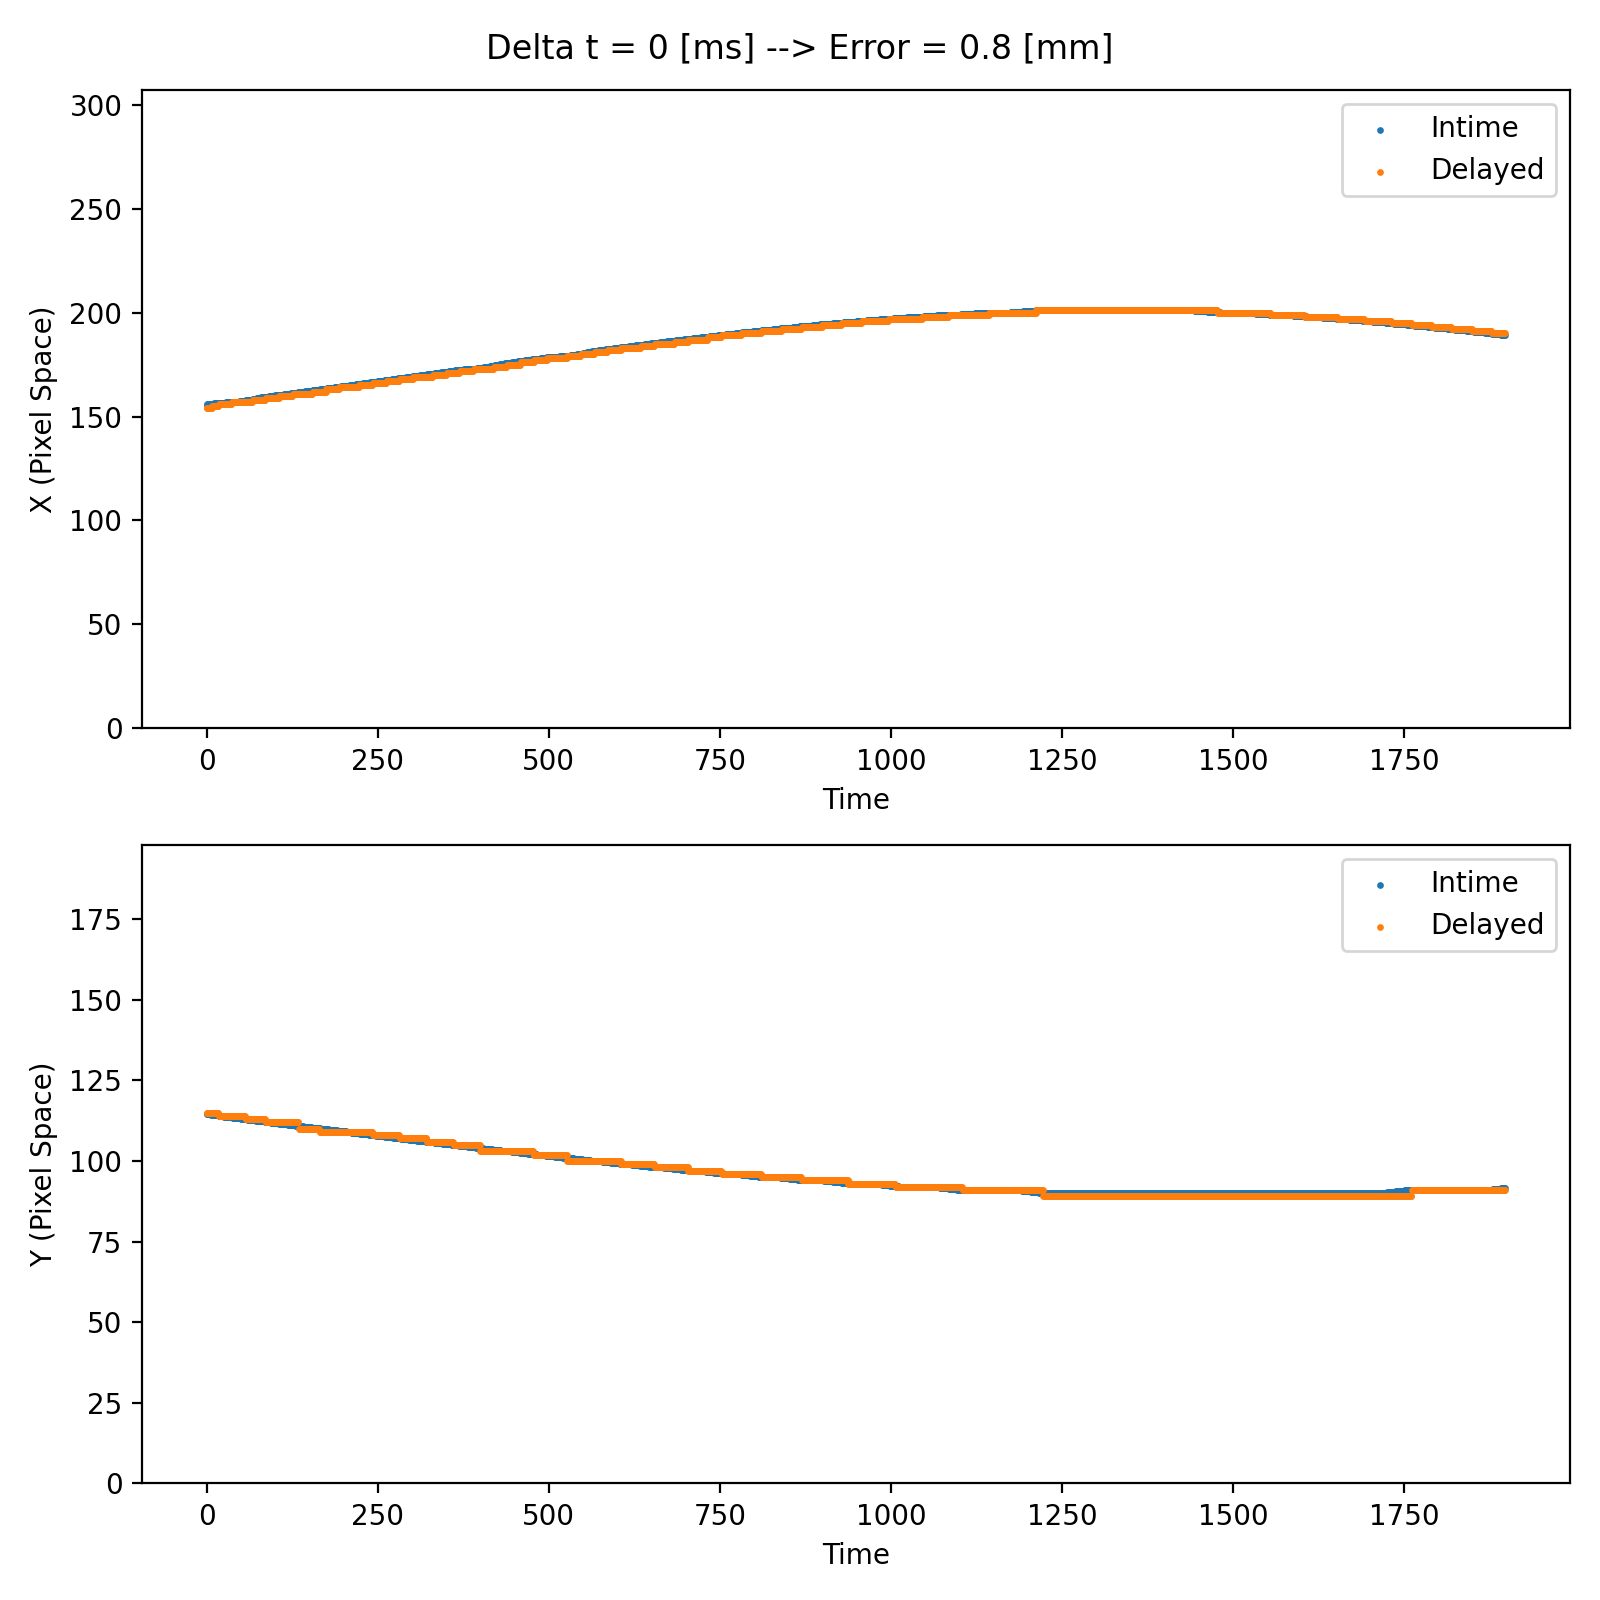 Delta t = 0 [ms] --> Error = 0.8 [mm]
300
250
200
150
100
50
0
X (Pixel Space)
Intime
Delayed
0 250 500 750 1000 1250 1500 1750
Time
175
150
125
100
75
50
25
0
Y (Pixel Space)
Intime
Delayed
0 250 500 750 1000 1250 1500 1750
Time